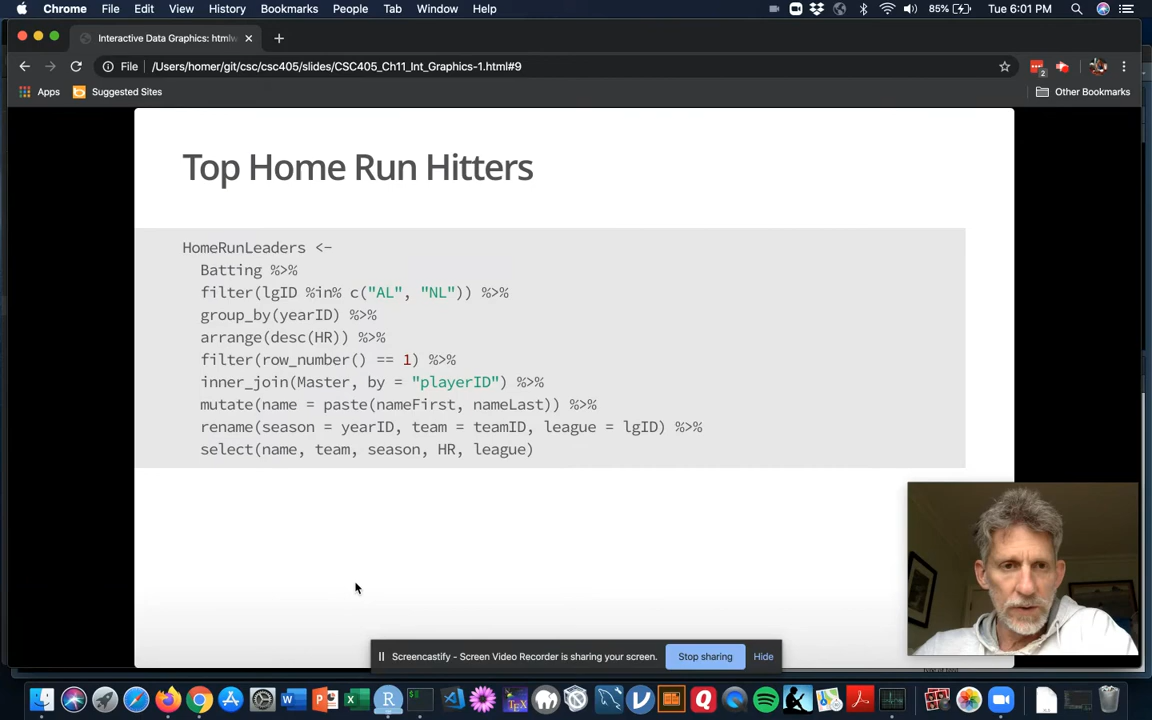 Chrome File Edit View History Bookmarks People Tab Window Help 85% Tue 6:01 PM
Interactive Data Graphics: html
File /Users/homer/git/csc/csc405/slides/CSC405_Ch11_Int_Graphics-1.html#9 2
Apps Suggested Sites Other Bookmarks
Top Home Run Hitters
HomeRunLeaders <-
Batting %>%
filter(lgID %in% c("AL", "NL")) %>%
group_by(yearID) %>%
arrange(desc(HR)) %>%
filter(row_number() == 1) %>%
inner_join(Master, by = "playerID") %>%
mutate(name = paste(nameFirst, nameLast)) %>%
rename(season = yearID, team = teamID, league = lgID) %>%
select(name, team, season, HR, league)
Screencastify - Screen Video Recorder is sharing your screen. Stop sharing Hide